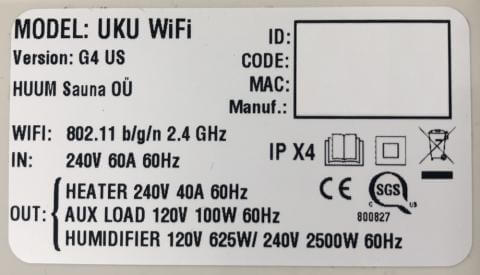 MODEL: UKU WiFi
Version: G4 US
HUUM Sauna OÜ
ID:
CODE:
MAC:
Manuf.:
WIFI: 802.11 b/g/n 2.4 GHz
IN: 240V 60A 60Hz
IP X4
CE
SGS
C US
800827
OUT:
HEATER 240V 40A 60Hz
AUX LOAD 120V 100W 60Hz
HUMIDIFIER 120V 625W/ 240V 2500W 60Hz